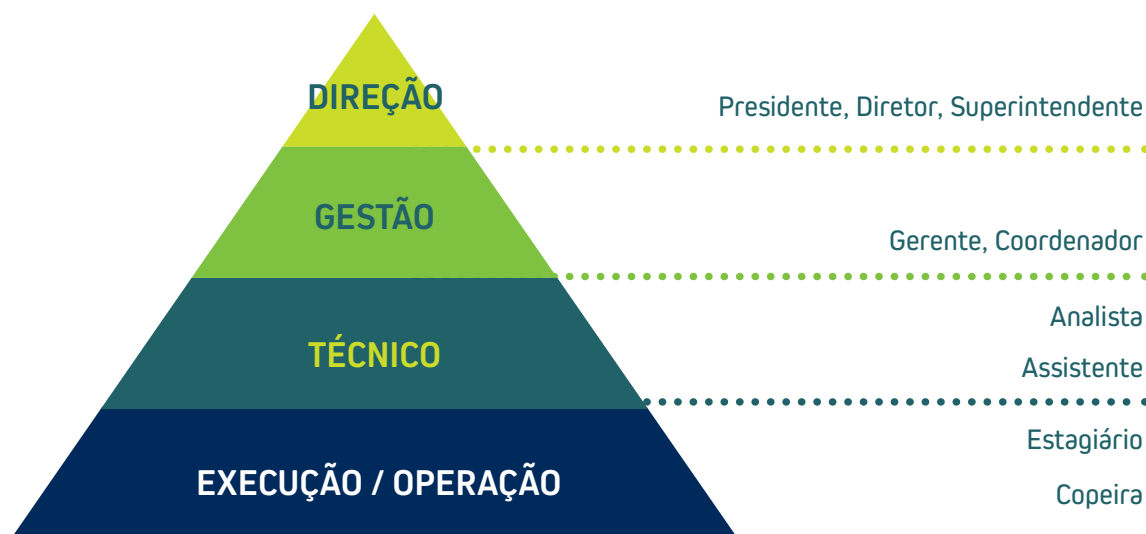 DIREÇÃO
Presidente, Diretor, Superintendente
GESTÃO
Gerente, Coordenador
Analista
TÉCNICO
Assistente
Estagiário
EXECUÇÃO / OPERAÇÃO
Copeira